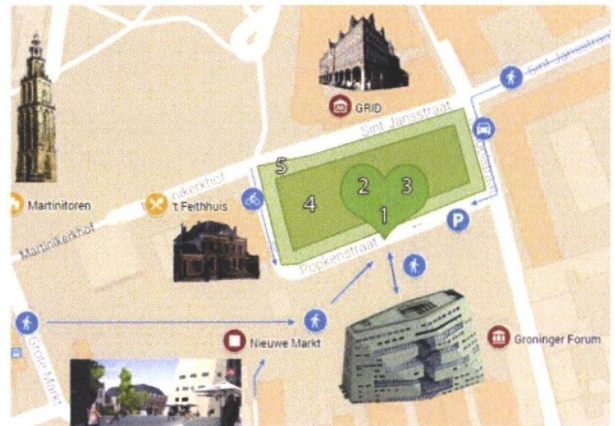 GRID
Sint Jansstraat
Sint Jansstraat
5
2
3
4
1
P
Martinitoren
't Feithhuis
Martinikerkhof
Popkenstraat
Nieuwe Markt
Groninger Forum
Grote Markt